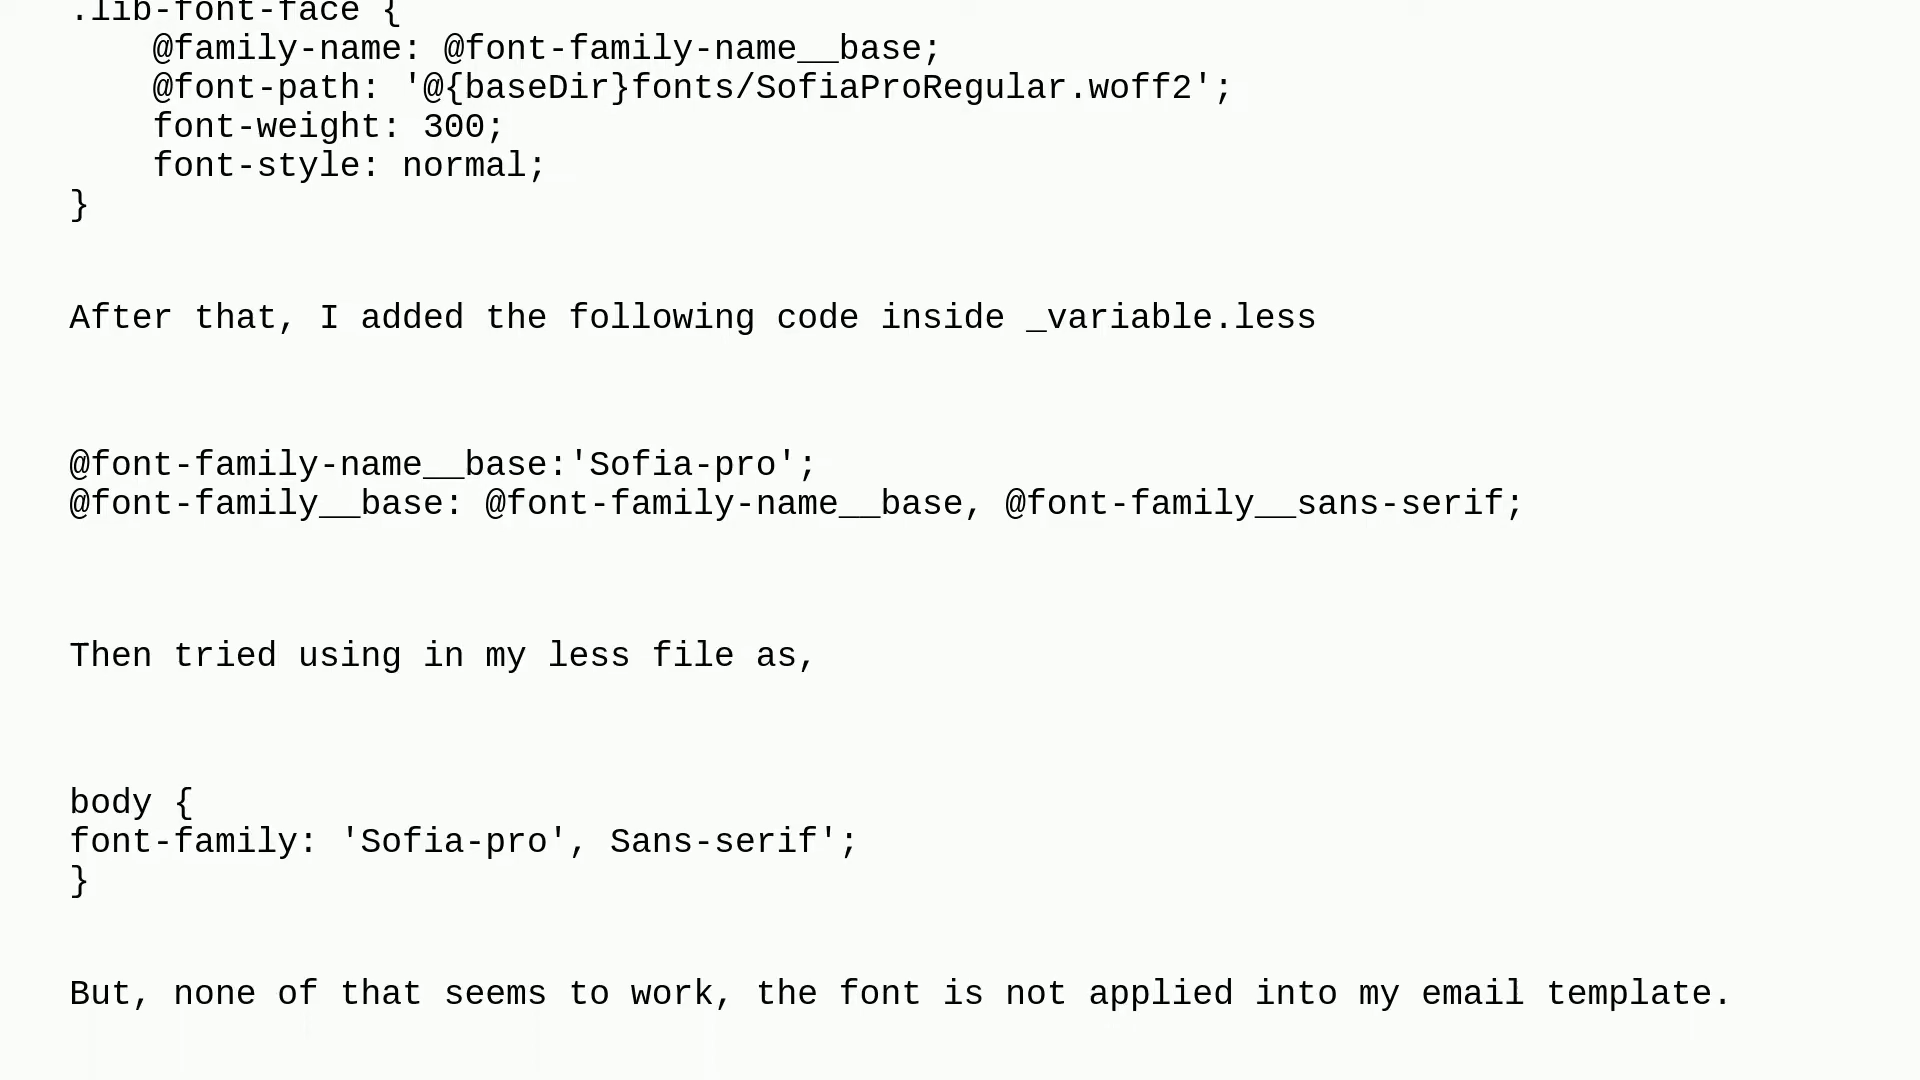 .lib-font-face {
    @family-name: @font-family-name__base;
    @font-path: '@{baseDir}fonts/SofiaProRegular.woff2';
    font-weight: 300;
    font-style: normal;
}
After that, I added the following code inside _variable.less
@font-family-name__base:'Sofia-pro';
@font-family__base: @font-family-name__base, @font-family__sans-serif;
Then tried using in my less file as,
body {
font-family: 'Sofia-pro', Sans-serif';
}
But, none of that seems to work, the font is not applied into my email template.